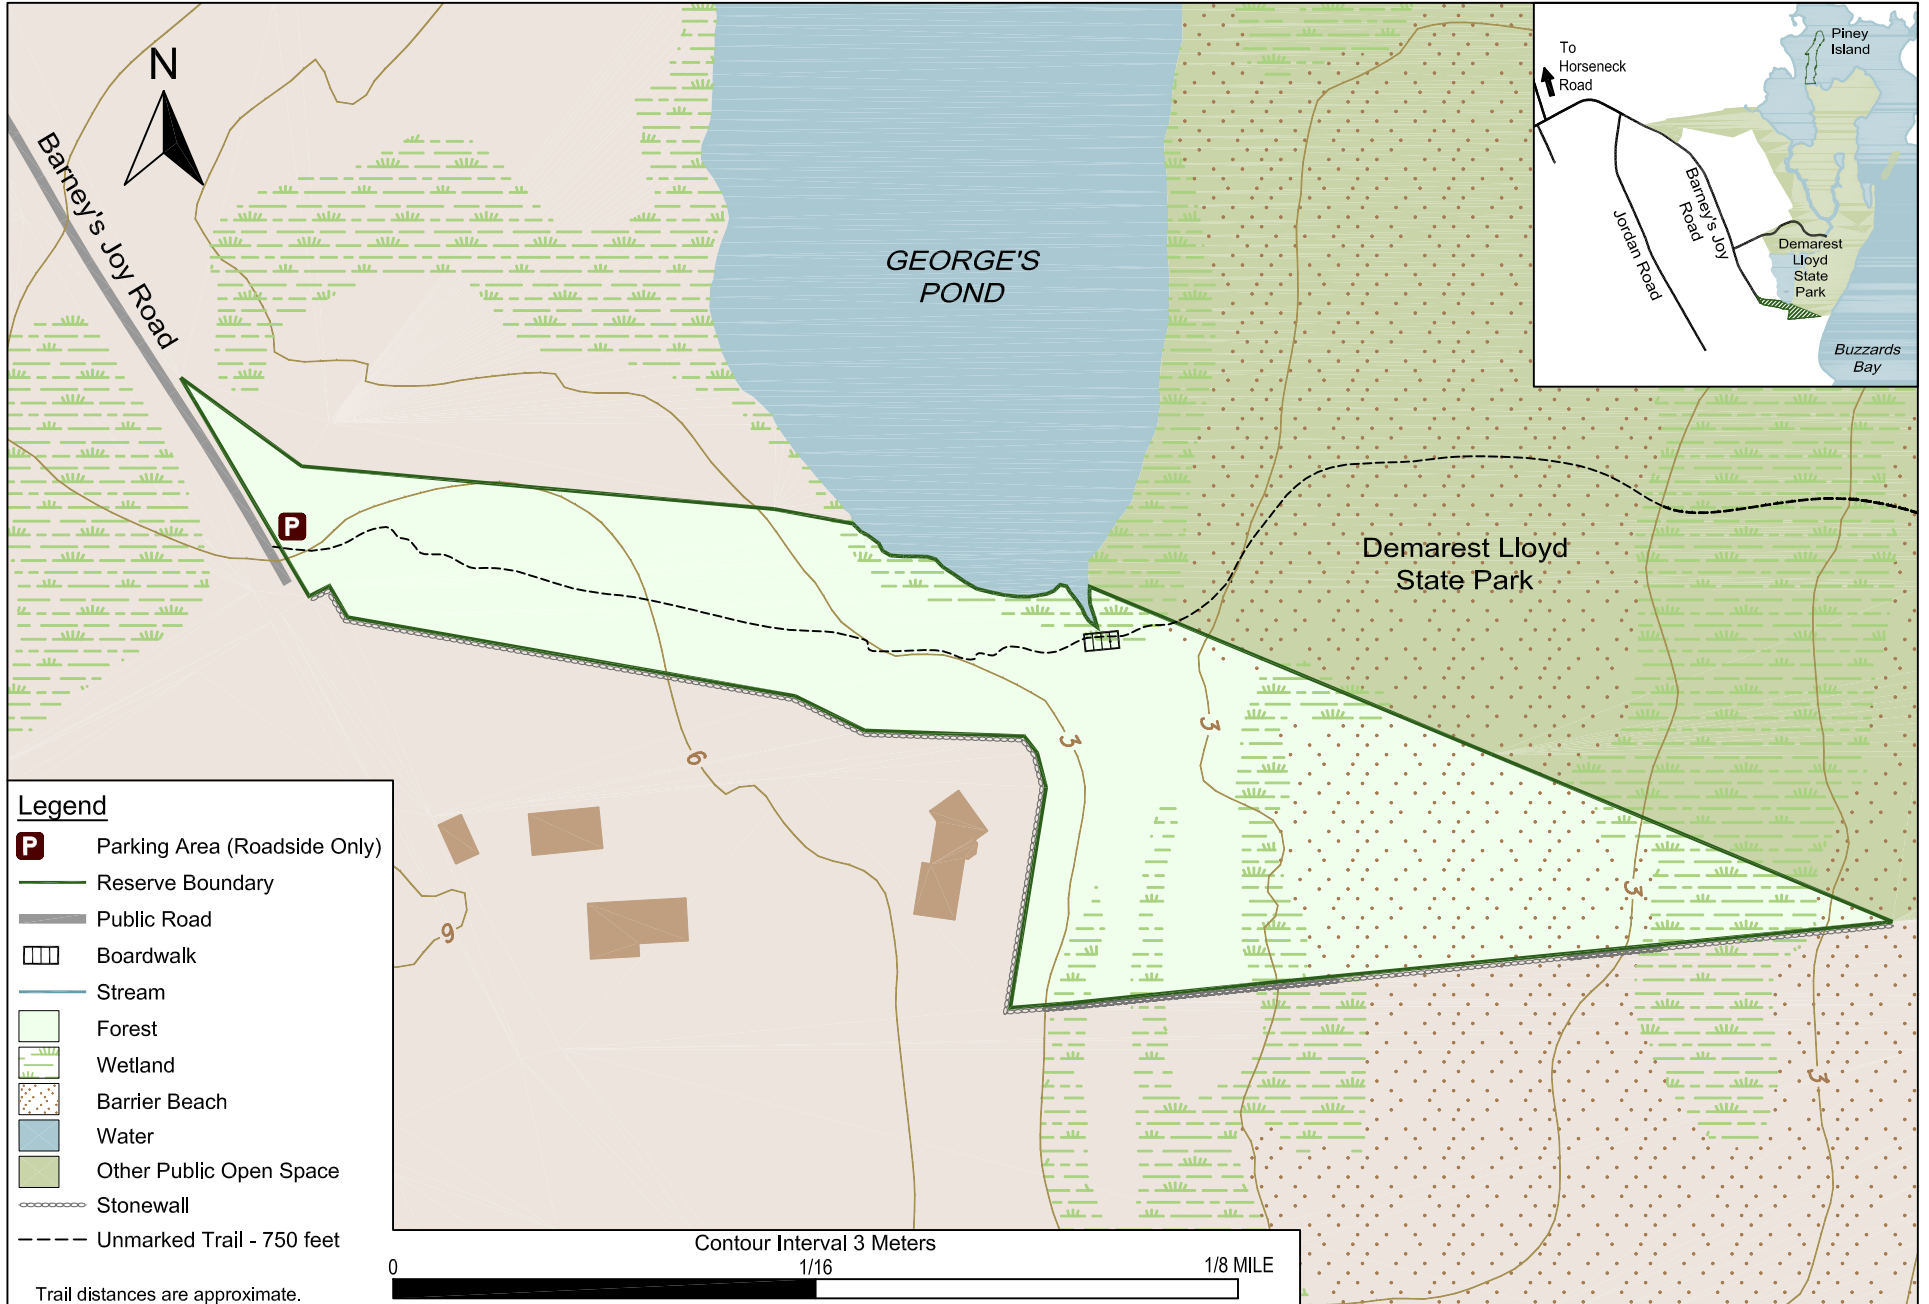 N
Barney's Joy Road
P
GEORGE'S
POND
Demarest Lloyd
State Park
To
Horseneck
Road
Piney
Island
Jordan Road
Barney's Joy
Road
Demarest
Lloyd
State
Park
Buzzards
Bay
6
3
3
3
3
6
Legend
P Parking Area (Roadside Only)
Reserve Boundary
Public Road
Boardwalk
Stream
Forest
Wetland
Barrier Beach
Water
Other Public Open Space
Stonewall
Unmarked Trail - 750 feet
Trail distances are approximate.
Contour Interval 3 Meters
0 1/16 1/8 MILE